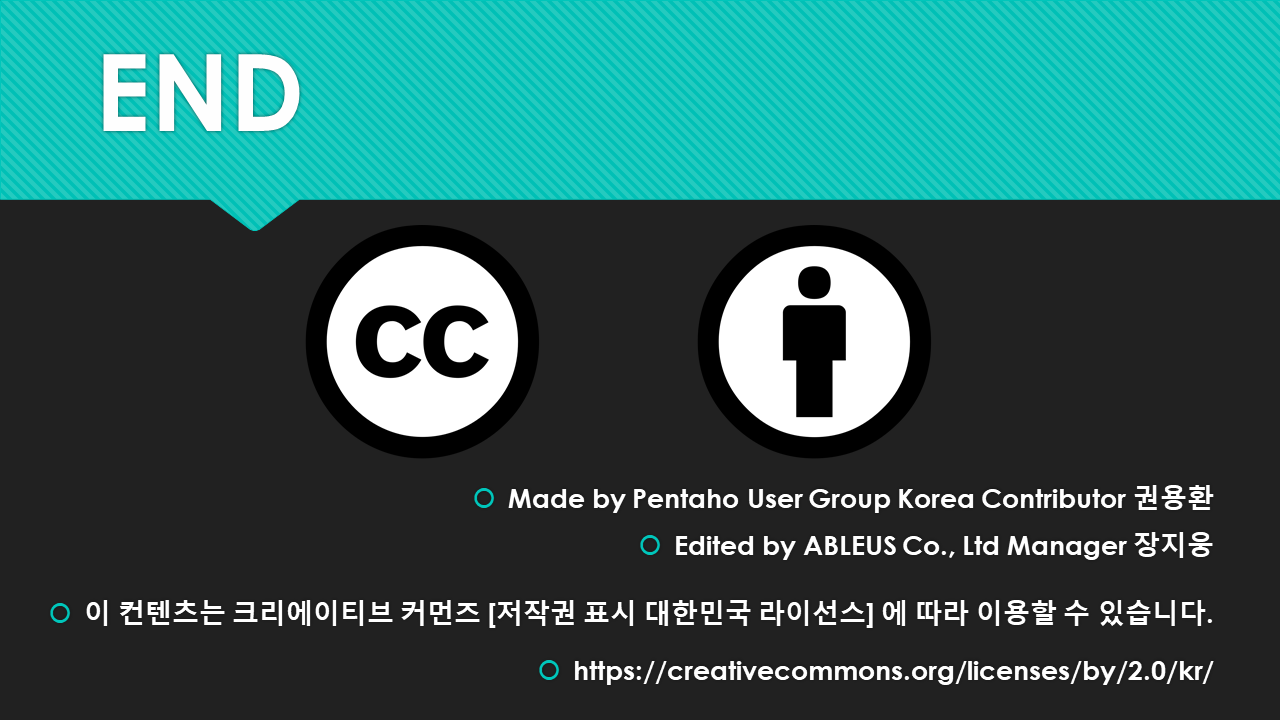 END
cc
Made by Pentaho User Group Korea Contributor 권용환
Edited by ABLEUS Co., Ltd Manager 장지웅
이 컨텐츠는 크리에이티브 커먼즈 [저작권 표시 대한민국 라이선스] 에 따라 이용할 수 있습니다.
https://creativecommons.org/licenses/by/2.0/kr/